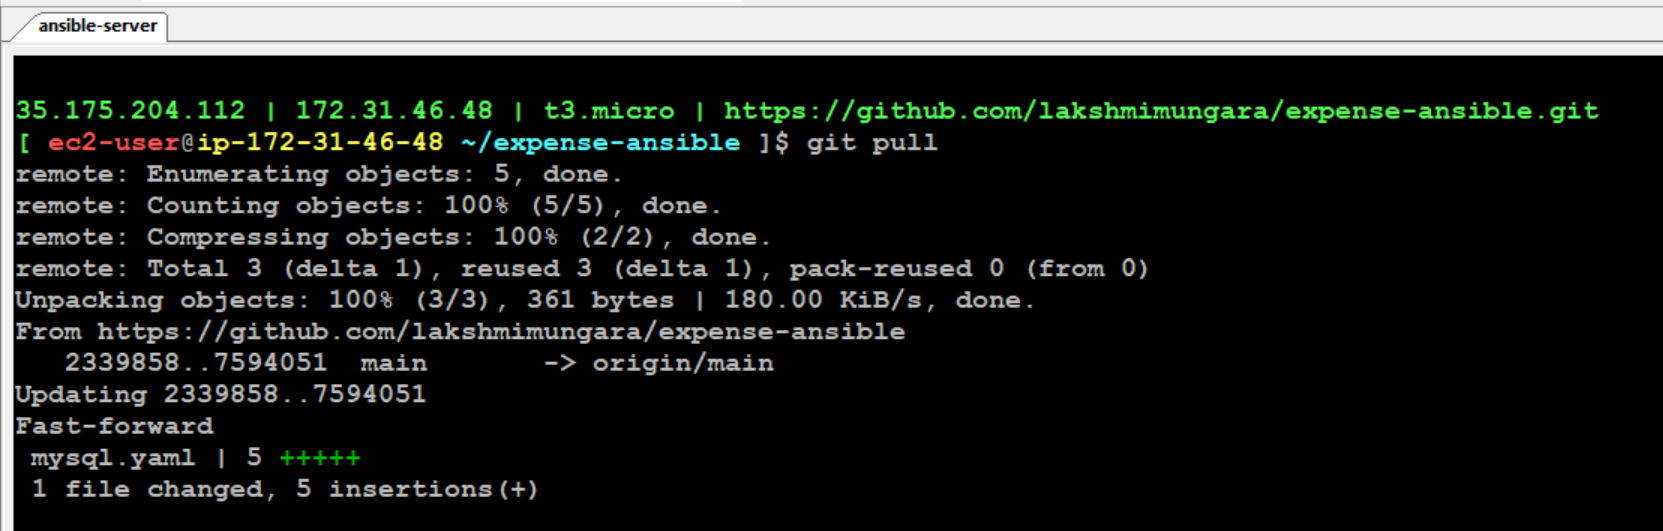 ansible-server
35.175.204.112 | 172.31.46.48 | t3.micro | https://github.com/lakshmimungara/expense-ansible.git
[ ec2-user@ip-172-31-46-48 ~/expense-ansible ]$ git pull
remote: Enumerating objects: 5, done.
remote: Counting objects: 100% (5/5), done.
remote: Compressing objects: 100% (2/2), done.
remote: Total 3 (delta 1), reused 3 (delta 1), pack-reused 0 (from 0)
Unpacking objects: 100% (3/3), 361 bytes | 180.00 KiB/s, done.
From https://github.com/lakshmimungara/expense-ansible
   2339858..7594051  main       -> origin/main
Updating 2339858..7594051
Fast-forward
 mysql.yaml | 5 +++++
 1 file changed, 5 insertions(+)